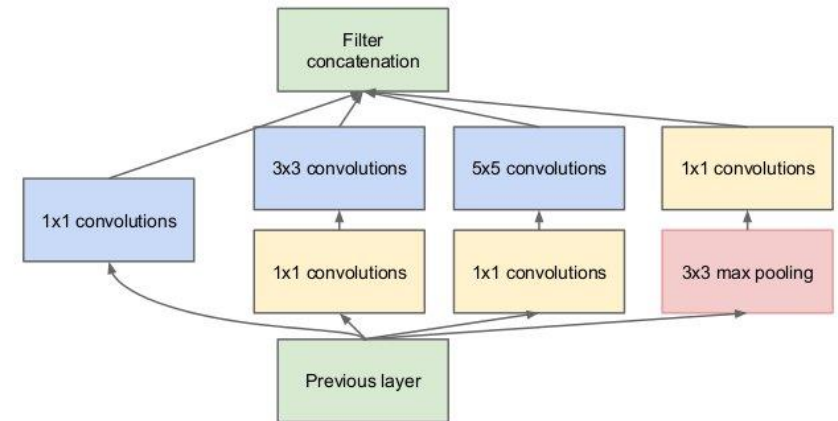 Filter
concatenation
3x3 convolutions
5x5 convolutions
1x1 convolutions
1x1 convolutions
1x1 convolutions
1x1 convolutions
3x3 max pooling
Previous layer